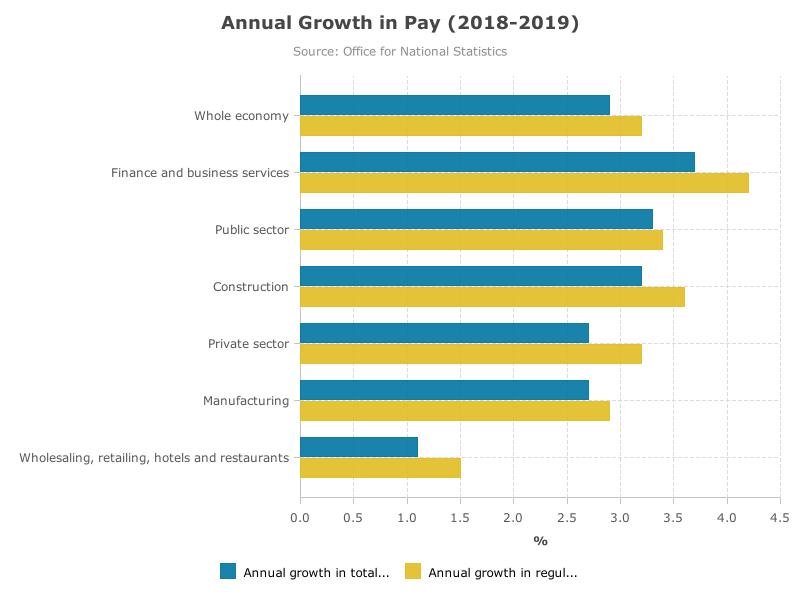 Annual Growth in Pay (2018-2019)
Source: Office for National Statistics
Whole economy
Finance and business services
Public sector
Construction
Private sector
Manufacturing
Wholesaling, retailing, hotels and restaurants
0.0 0.5 1.0 1.5 2.0 2.5 3.0 3.5 4.0 4.5
%
Annual growth in total... Annual growth in regul...